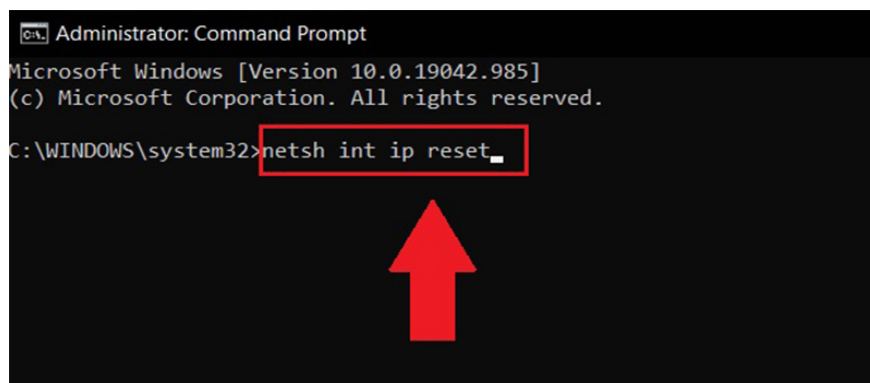 Administrator: Command Prompt
Microsoft Windows [Version 10.0.19042.985]
(c) Microsoft Corporation. All rights reserved.
C:\WINDOWS\system32>netsh int ip reset